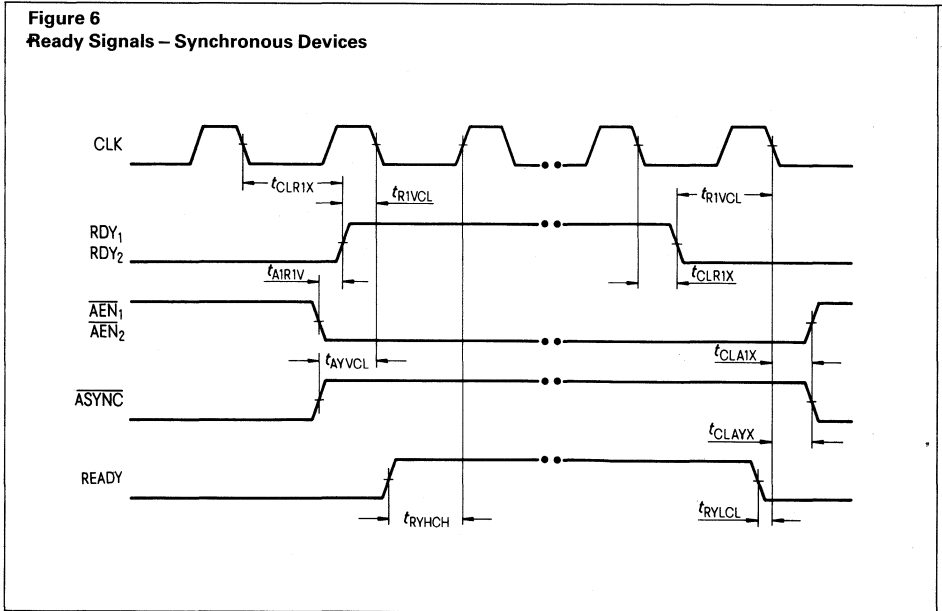 Figure 6
Ready Signals – Synchronous Devices
CLK
tCLR1X
tR1VCL
tR1VCL
RDY1
RDY2
tA1R1V
tCLR1X
AEN1
AEN2
tAYVCL
tCLA1X
ASYNC
tCLAYX
READY
tRYHCH
tRYLCL